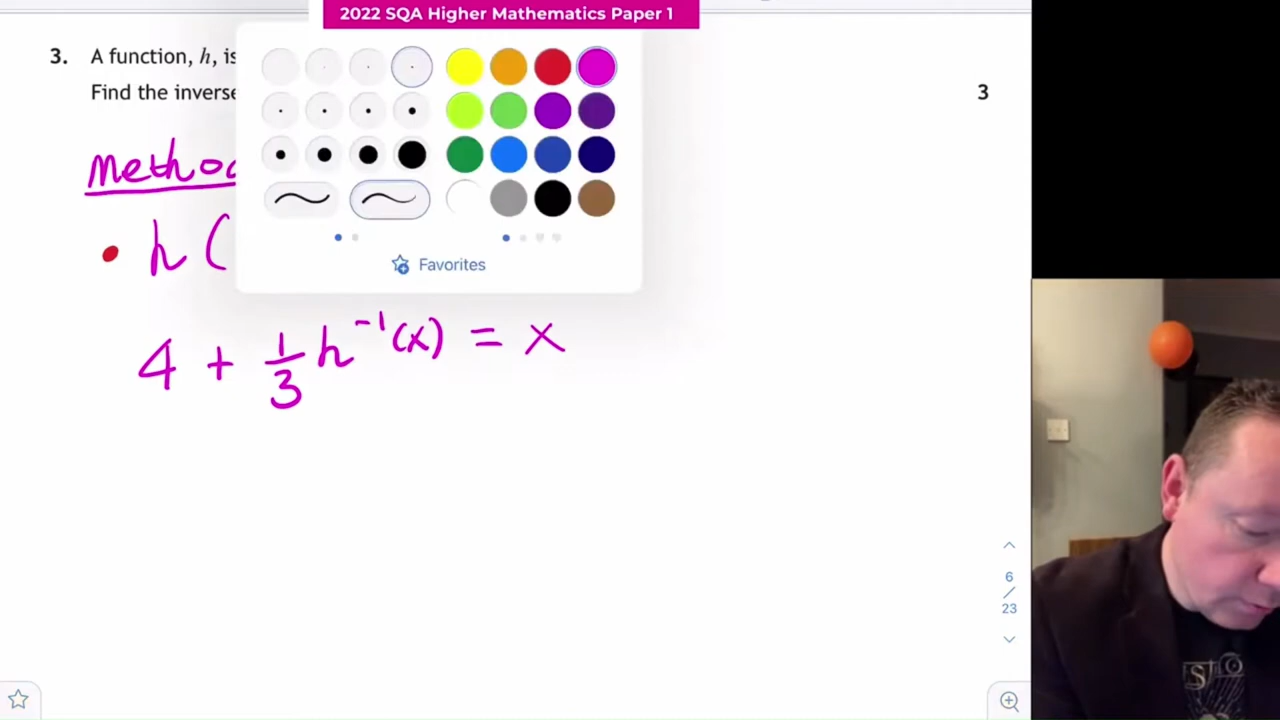 2022 SQA Higher Mathematics Paper 1
3. A function, h, is
Find the inverse
3
Method
• h (
Favorites
4 + 1/3 h⁻¹(x) = x
6
/
23